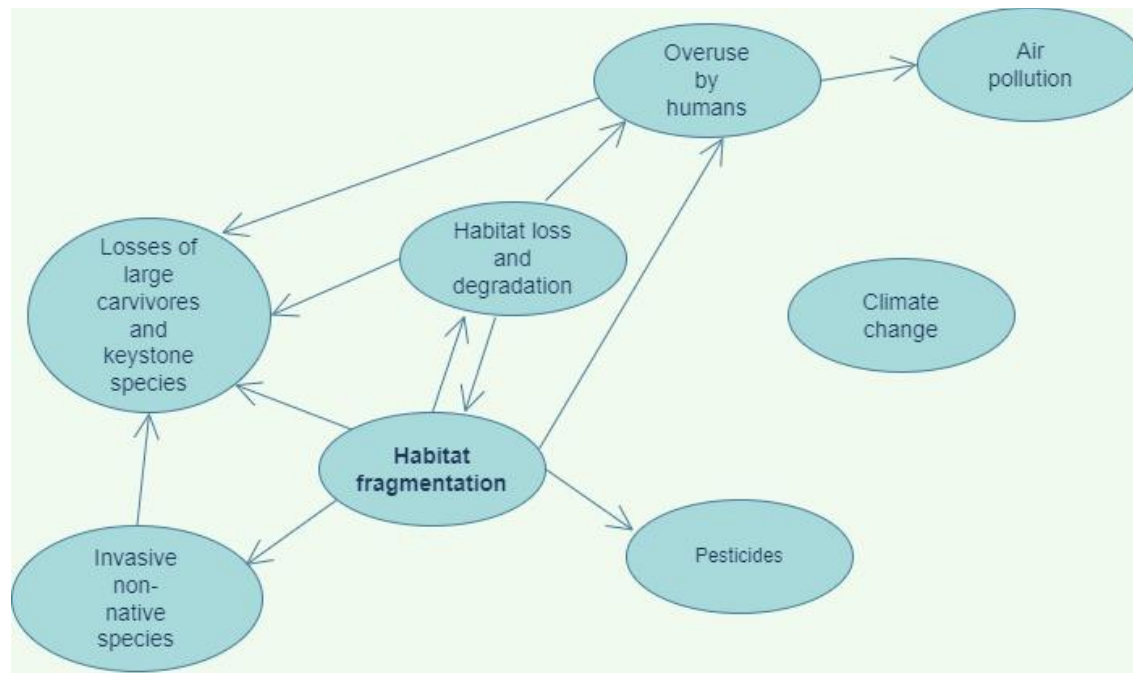 Overuse
by
humans
Air
pollution
Losses of
large
carvivores
and
keystone
species
Habitat loss
and
degradation
Climate
change
Habitat
fragmentation
Pesticides
Invasive
non-
native
species